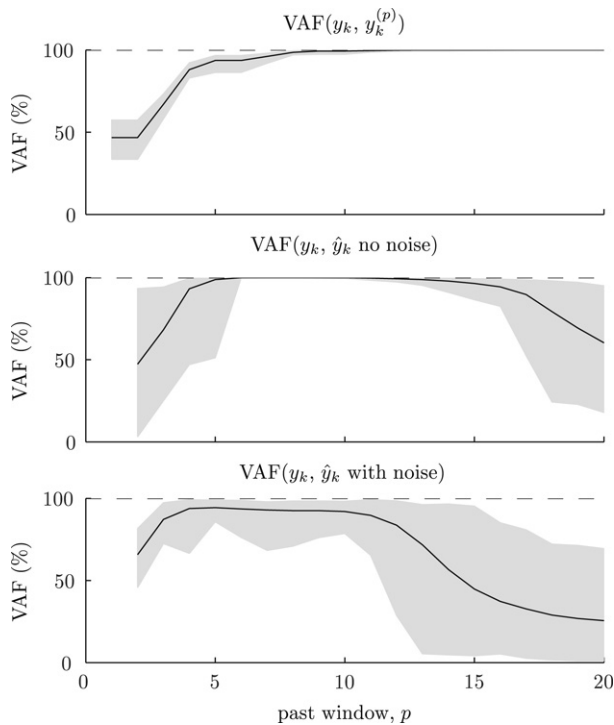 VAF(y_k, y_k^{(p)})
100
50
0
VAF (%)
VAF(y_k, ŷ_k no noise)
100
50
0
VAF (%)
VAF(y_k, ŷ_k with noise)
100
50
0
VAF (%)
0 5 10 15 20
past window, p